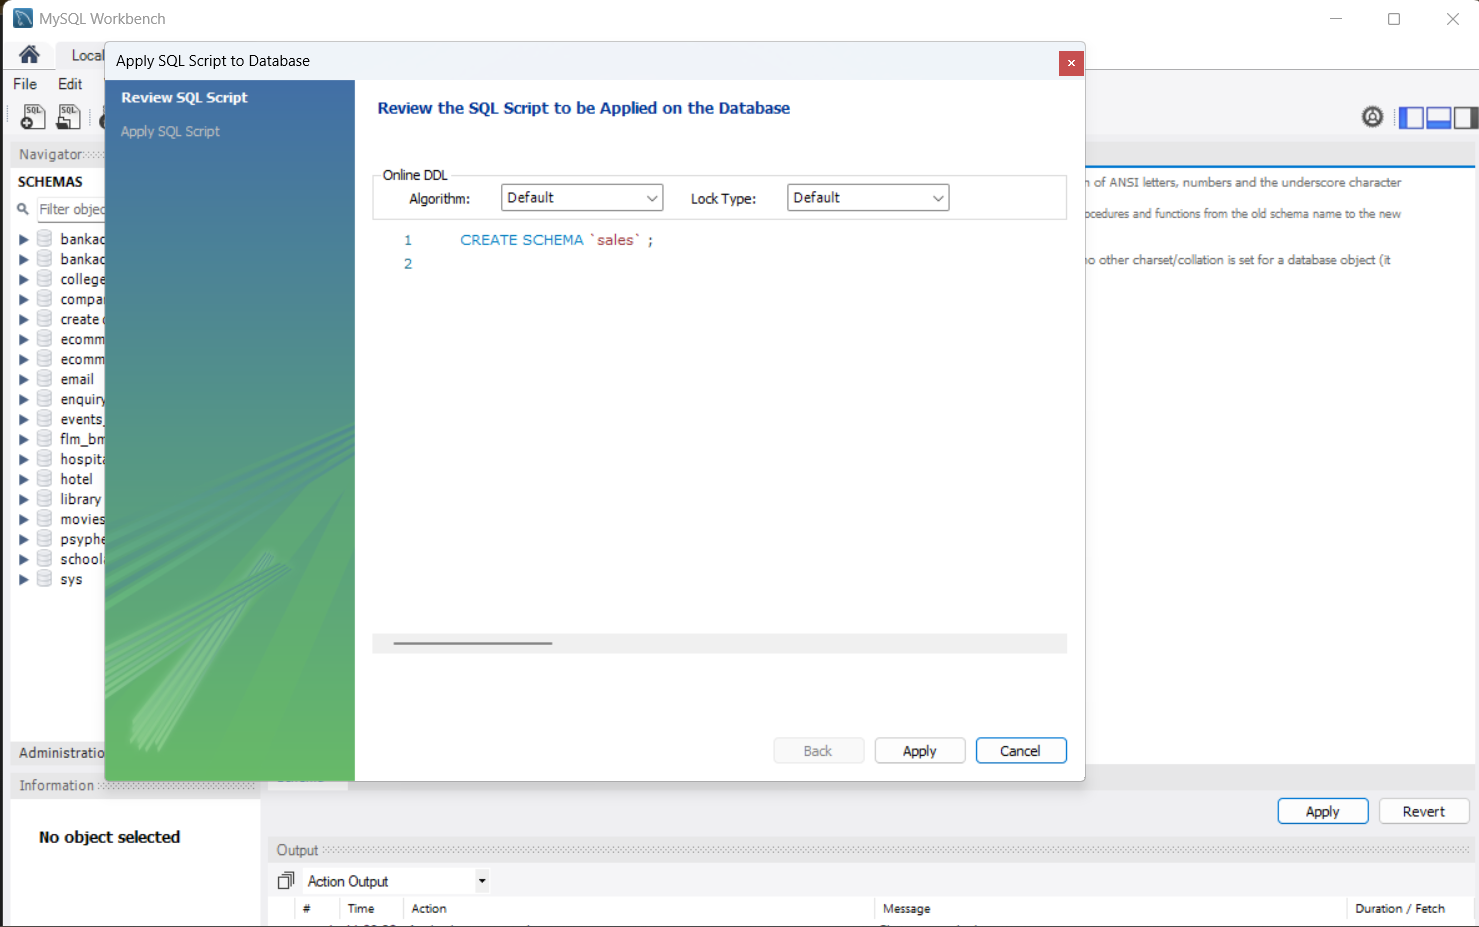 MySQL Workbench
Local
File Edit
Apply SQL Script to Database
Review SQL Script
Apply SQL Script
Review the SQL Script to be Applied on the Database
Online DDL
Algorithm: Default Lock Type: Default
1 CREATE SCHEMA `sales` ;
2
Back Apply Cancel
Navigator
SCHEMAS
Filter objec
bankac
bankac
college
compa
create
ecomm
ecomm
email
enquiry
events_
flm_bm
hospita
hotel
library
movies
psyphe
school
sys
Administratio
Information
No object selected
of ANSI letters, numbers and the underscore character
ocedures and functions from the old schema name to the new
no other charset/collation is set for a database object (it
Apply Revert
Output
Action Output
# Time Action Message Duration / Fetch